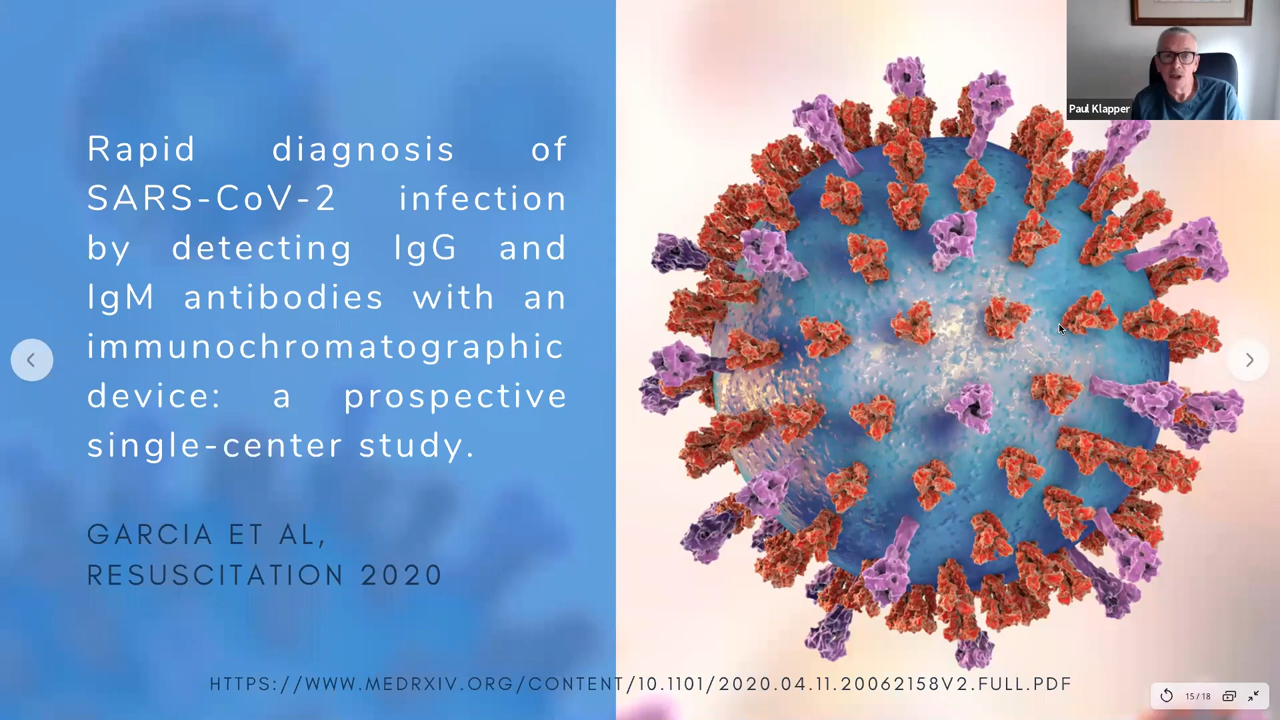 Rapid diagnosis of
SARS-CoV-2 infection
by detecting IgG and
IgM antibodies with an
immunochromatographic
device: a prospective
single-center study.
GARCIA ET AL,
RESUSCITATION 2020
HTTPS://WWW.MEDRXIV.ORG/CONTENT/10.1101/2020.04.11.20062158V2.FULL.PDF
Paul Klapper
15 / 18